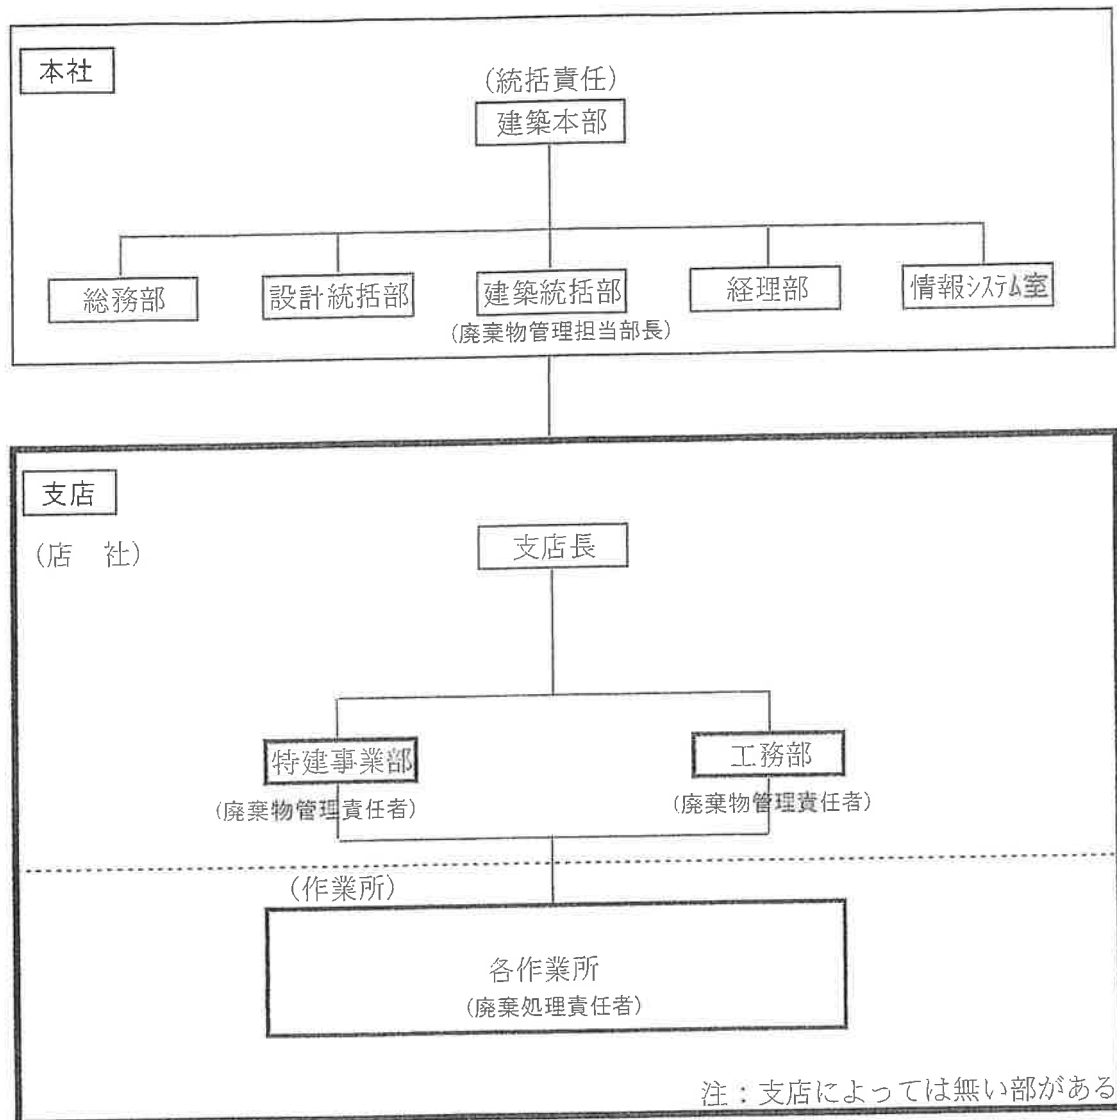 本社
(統括責任)
建築本部
総務部
設計統括部
建築統括部
経理部
情報システム室
(廃棄物管理担当部長)
支店
(店　社)
支店長
特建事業部
工務部
(廃棄物管理責任者)
(廃棄物管理責任者)
(作業所)
各作業所
(廃棄処理責任者)
注：支店によっては無い部がある